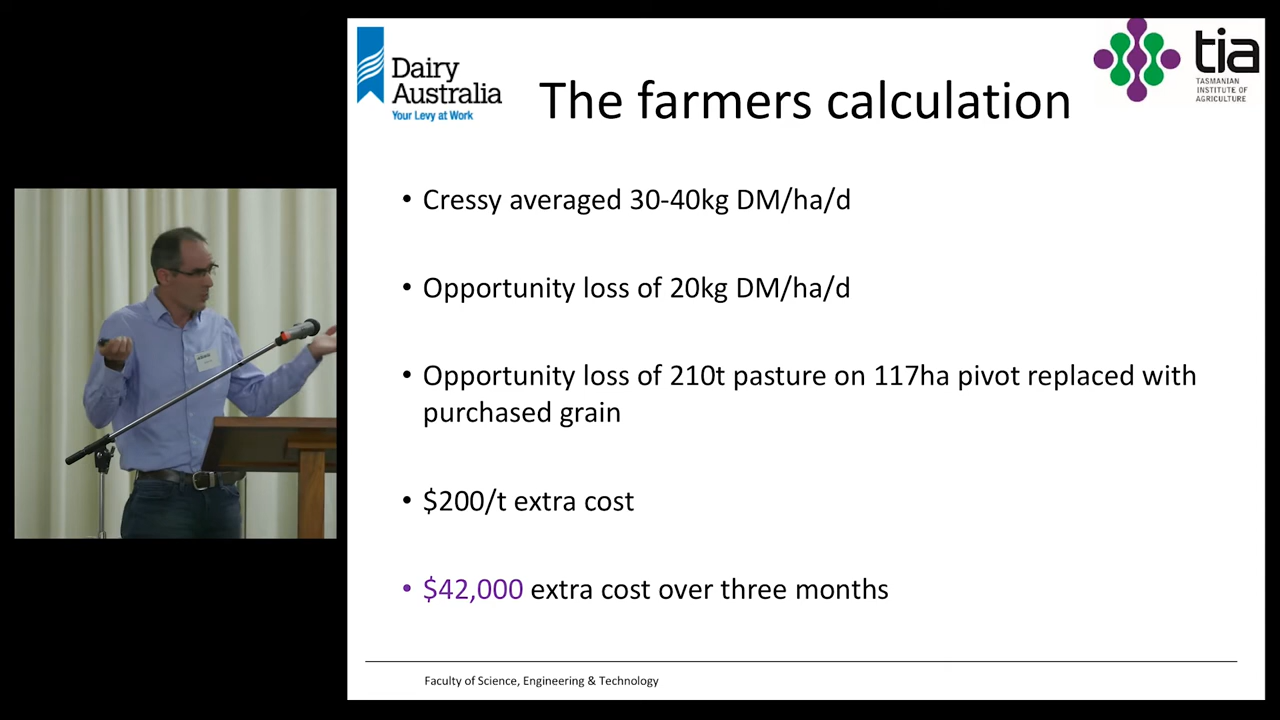 Dairy
Australia
Your Levy at Work
The farmers calculation
tia
TASMANIAN
INSTITUTE OF
AGRICULTURE
• Cressy averaged 30-40kg DM/ha/d
• Opportunity loss of 20kg DM/ha/d
• Opportunity loss of 210t pasture on 117ha pivot replaced with
purchased grain
• $200/t extra cost
• $42,000 extra cost over three months
Faculty of Science, Engineering & Technology